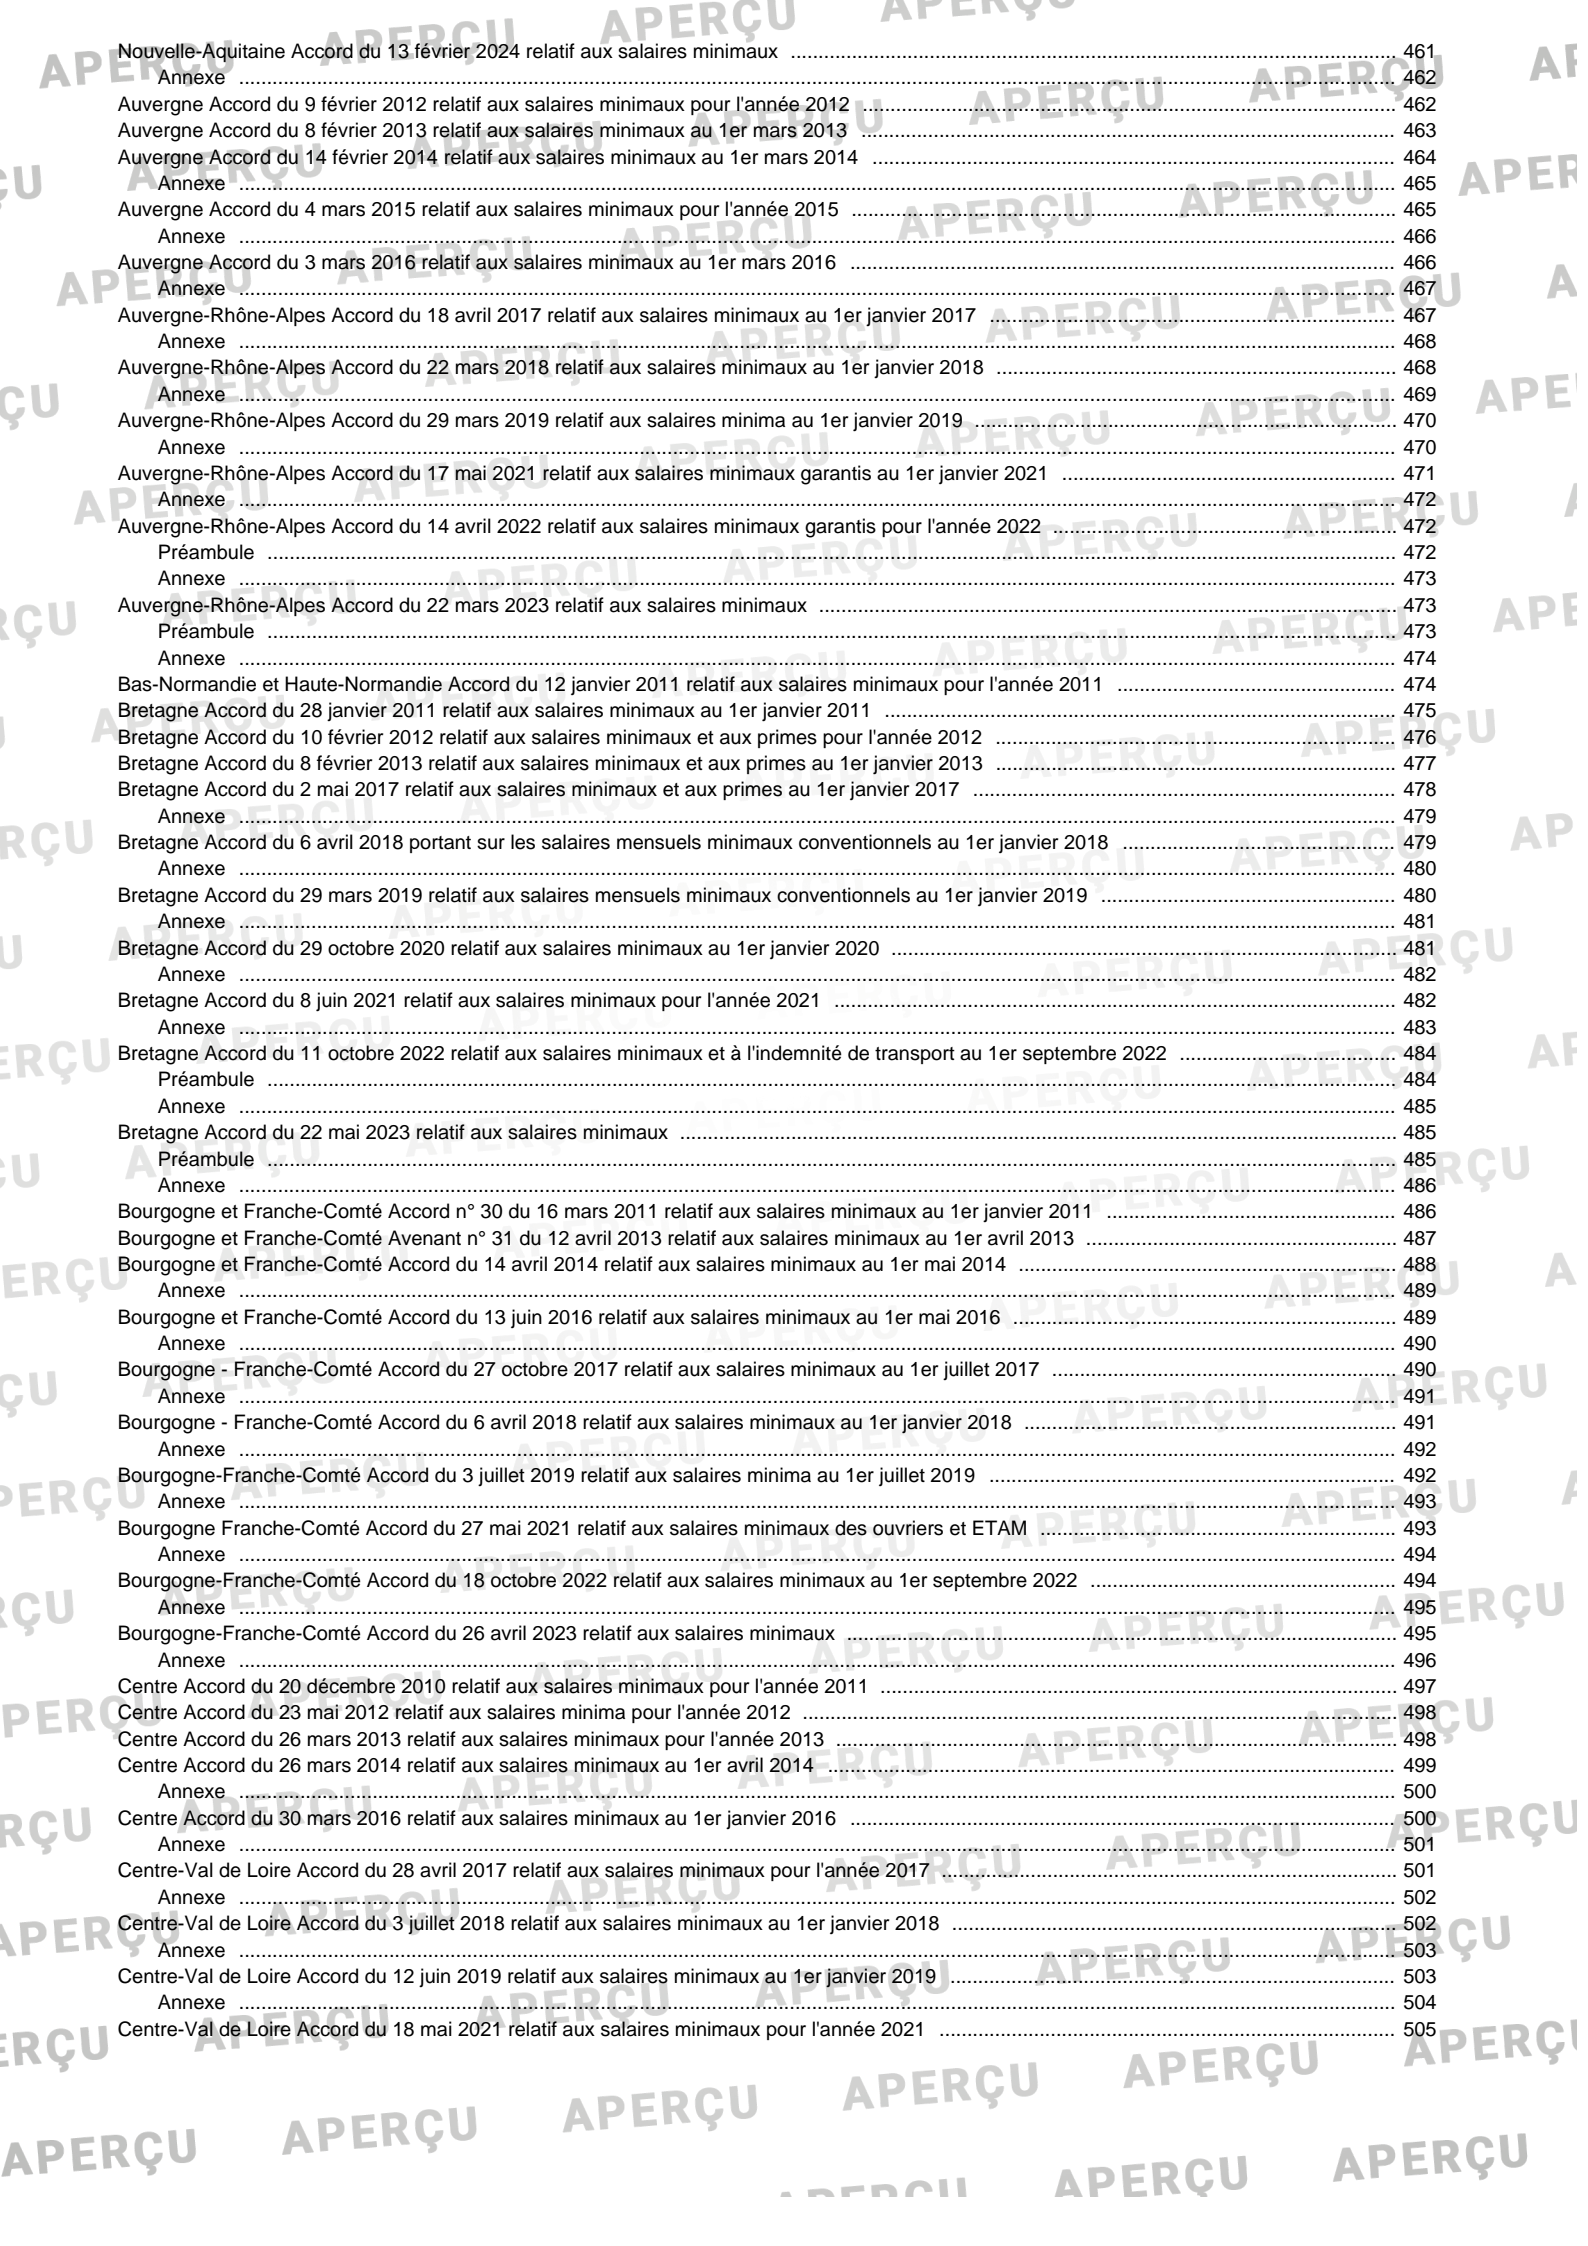 Nouvelle-Aquitaine Accord du 13 février 2024 relatif aux salaires minimaux ........ 461
Annexe ........ 462
Auvergne Accord du 9 février 2012 relatif aux salaires minimaux pour l'année 2012 ........ 462
Auvergne Accord du 8 février 2013 relatif aux salaires minimaux au 1er mars 2013 ........ 463
Auvergne Accord du 14 février 2014 relatif aux salaires minimaux au 1er mars 2014 ........ 464
Annexe ........ 465
Auvergne Accord du 4 mars 2015 relatif aux salaires minimaux pour l'année 2015 ........ 465
Annexe ........ 466
Auvergne Accord du 3 mars 2016 relatif aux salaires minimaux au 1er mars 2016 ........ 466
Annexe ........ 467
Auvergne-Rhône-Alpes Accord du 18 avril 2017 relatif aux salaires minimaux au 1er janvier 2017 ........ 467
Annexe ........ 468
Auvergne-Rhône-Alpes Accord du 22 mars 2018 relatif aux salaires minimaux au 1er janvier 2018 ........ 468
Annexe ........ 469
Auvergne-Rhône-Alpes Accord du 29 mars 2019 relatif aux salaires minima au 1er janvier 2019 ........ 470
Annexe ........ 470
Auvergne-Rhône-Alpes Accord du 17 mai 2021 relatif aux salaires minimaux garantis au 1er janvier 2021 ........ 471
Annexe ........ 472
Auvergne-Rhône-Alpes Accord du 14 avril 2022 relatif aux salaires minimaux garantis pour l'année 2022 ........ 472
Préambule ........ 472
Annexe ........ 473
Auvergne-Rhône-Alpes Accord du 22 mars 2023 relatif aux salaires minimaux ........ 473
Préambule ........ 473
Annexe ........ 474
Bas-Normandie et Haute-Normandie Accord du 12 janvier 2011 relatif aux salaires minimaux pour l'année 2011 ........ 474
Bretagne Accord du 28 janvier 2011 relatif aux salaires minimaux au 1er janvier 2011 ........ 475
Bretagne Accord du 10 février 2012 relatif aux salaires minimaux et aux primes pour l'année 2012 ........ 476
Bretagne Accord du 8 février 2013 relatif aux salaires minimaux et aux primes au 1er janvier 2013 ........ 477
Bretagne Accord du 2 mai 2017 relatif aux salaires minimaux et aux primes au 1er janvier 2017 ........ 478
Annexe ........ 479
Bretagne Accord du 6 avril 2018 portant sur les salaires mensuels minimaux conventionnels au 1er janvier 2018 ........ 479
Annexe ........ 480
Bretagne Accord du 29 mars 2019 relatif aux salaires mensuels minimaux conventionnels au 1er janvier 2019 ........ 480
Annexe ........ 481
Bretagne Accord du 29 octobre 2020 relatif aux salaires minimaux au 1er janvier 2020 ........ 481
Annexe ........ 482
Bretagne Accord du 8 juin 2021 relatif aux salaires minimaux pour l'année 2021 ........ 482
Annexe ........ 483
Bretagne Accord du 11 octobre 2022 relatif aux salaires minimaux et à l'indemnité de transport au 1er septembre 2022 ........ 484
Préambule ........ 484
Annexe ........ 485
Bretagne Accord du 22 mai 2023 relatif aux salaires minimaux ........ 485
Préambule ........ 485
Annexe ........ 486
Bourgogne et Franche-Comté Accord n° 30 du 16 mars 2011 relatif aux salaires minimaux au 1er janvier 2011 ........ 486
Bourgogne et Franche-Comté Avenant n° 31 du 12 avril 2013 relatif aux salaires minimaux au 1er avril 2013 ........ 487
Bourgogne et Franche-Comté Accord du 14 avril 2014 relatif aux salaires minimaux au 1er mai 2014 ........ 488
Annexe ........ 489
Bourgogne et Franche-Comté Accord du 13 juin 2016 relatif aux salaires minimaux au 1er mai 2016 ........ 489
Annexe ........ 490
Bourgogne - Franche-Comté Accord du 27 octobre 2017 relatif aux salaires minimaux au 1er juillet 2017 ........ 490
Annexe ........ 491
Bourgogne - Franche-Comté Accord du 6 avril 2018 relatif aux salaires minimaux au 1er janvier 2018 ........ 491
Annexe ........ 492
Bourgogne-Franche-Comté Accord du 3 juillet 2019 relatif aux salaires minima au 1er juillet 2019 ........ 492
Annexe ........ 493
Bourgogne Franche-Comté Accord du 27 mai 2021 relatif aux salaires minimaux des ouvriers et ETAM ........ 493
Annexe ........ 494
Bourgogne-Franche-Comté Accord du 18 octobre 2022 relatif aux salaires minimaux au 1er septembre 2022 ........ 494
Annexe ........ 495
Bourgogne-Franche-Comté Accord du 26 avril 2023 relatif aux salaires minimaux ........ 495
Annexe ........ 496
Centre Accord du 20 décembre 2010 relatif aux salaires minimaux pour l'année 2011 ........ 497
Centre Accord du 23 mai 2012 relatif aux salaires minima pour l'année 2012 ........ 498
Centre Accord du 26 mars 2013 relatif aux salaires minimaux pour l'année 2013 ........ 498
Centre Accord du 26 mars 2014 relatif aux salaires minimaux au 1er avril 2014 ........ 499
Annexe ........ 500
Centre Accord du 30 mars 2016 relatif aux salaires minimaux au 1er janvier 2016 ........ 500
Annexe ........ 501
Centre-Val de Loire Accord du 28 avril 2017 relatif aux salaires minimaux pour l'année 2017 ........ 501
Annexe ........ 502
Centre-Val de Loire Accord du 3 juillet 2018 relatif aux salaires minimaux au 1er janvier 2018 ........ 502
Annexe ........ 503
Centre-Val de Loire Accord du 12 juin 2019 relatif aux salaires minimaux au 1er janvier 2019 ........ 503
Annexe ........ 504
Centre-Val de Loire Accord du 18 mai 2021 relatif aux salaires minimaux pour l'année 2021 ........ 505
APERÇU